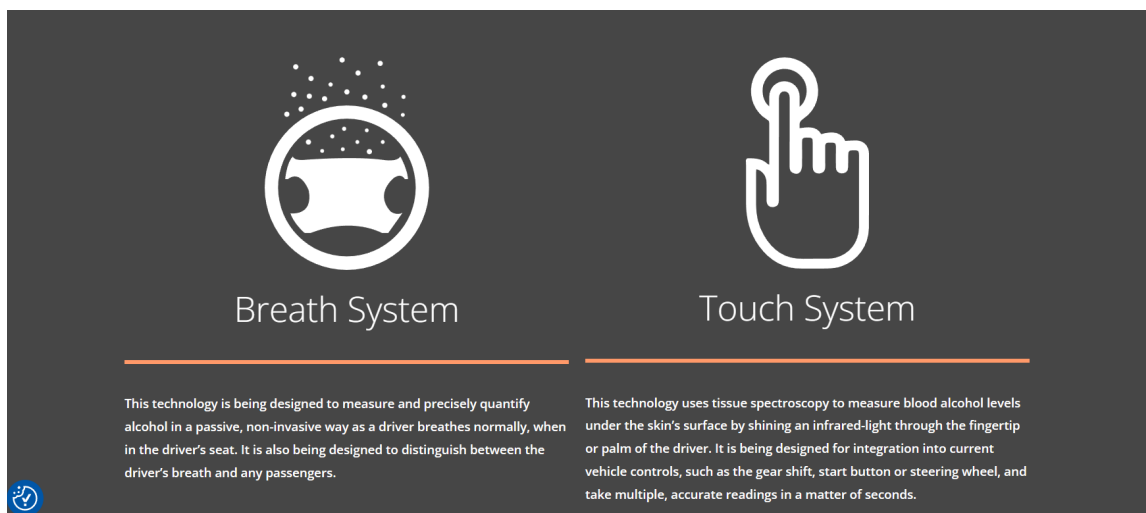 Breath System
This technology is being designed to measure and precisely quantify
alcohol in a passive, non-invasive way as a driver breathes normally, when
in the driver's seat. It is also being designed to distinguish between the
driver's breath and any passengers.
Touch System
This technology uses tissue spectroscopy to measure blood alcohol levels
under the skin's surface by shining an infrared-light through the fingertip
or palm of the driver. It is being designed for integration into current
vehicle controls, such as the gear shift, start button or steering wheel, and
take multiple, accurate readings in a matter of seconds.